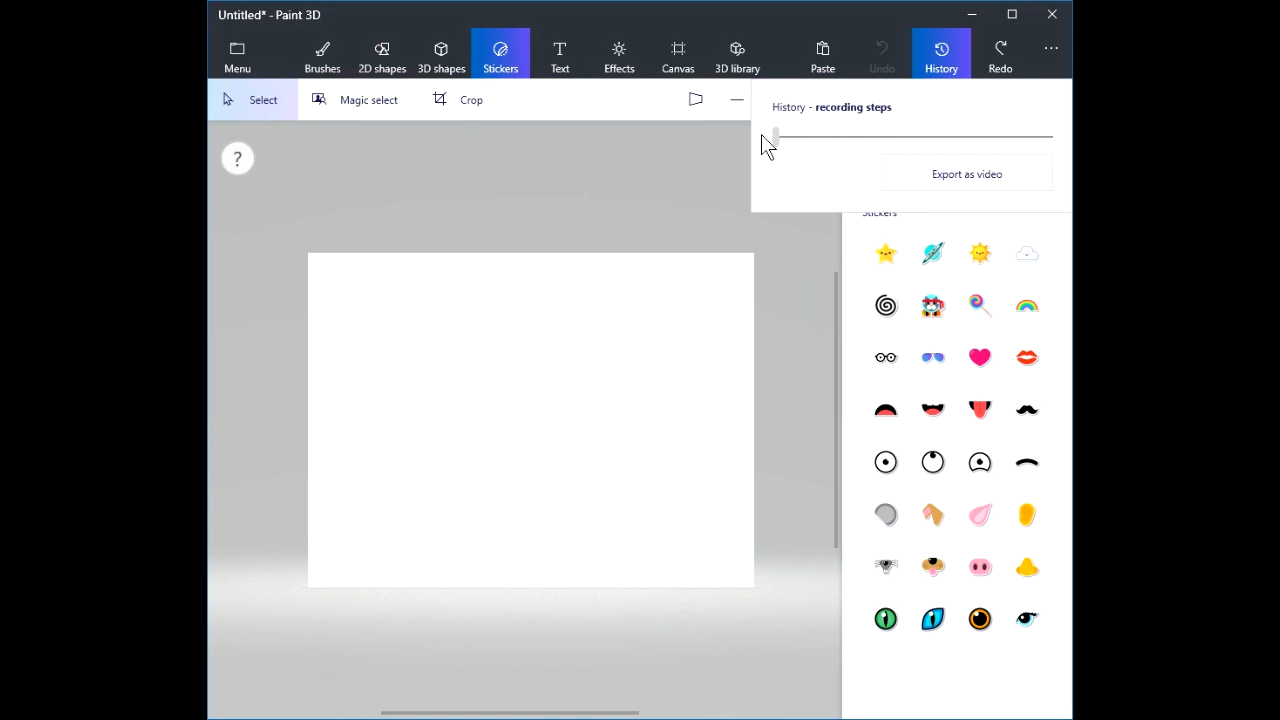 Untitled* - Paint 3D
Menu
Brushes
2D shapes
3D shapes
Stickers
Text
Effects
Canvas
3D library
Paste
Undo
History
Redo
Select
Magic select
Crop
History - recording steps
Export as video
?
Stickers